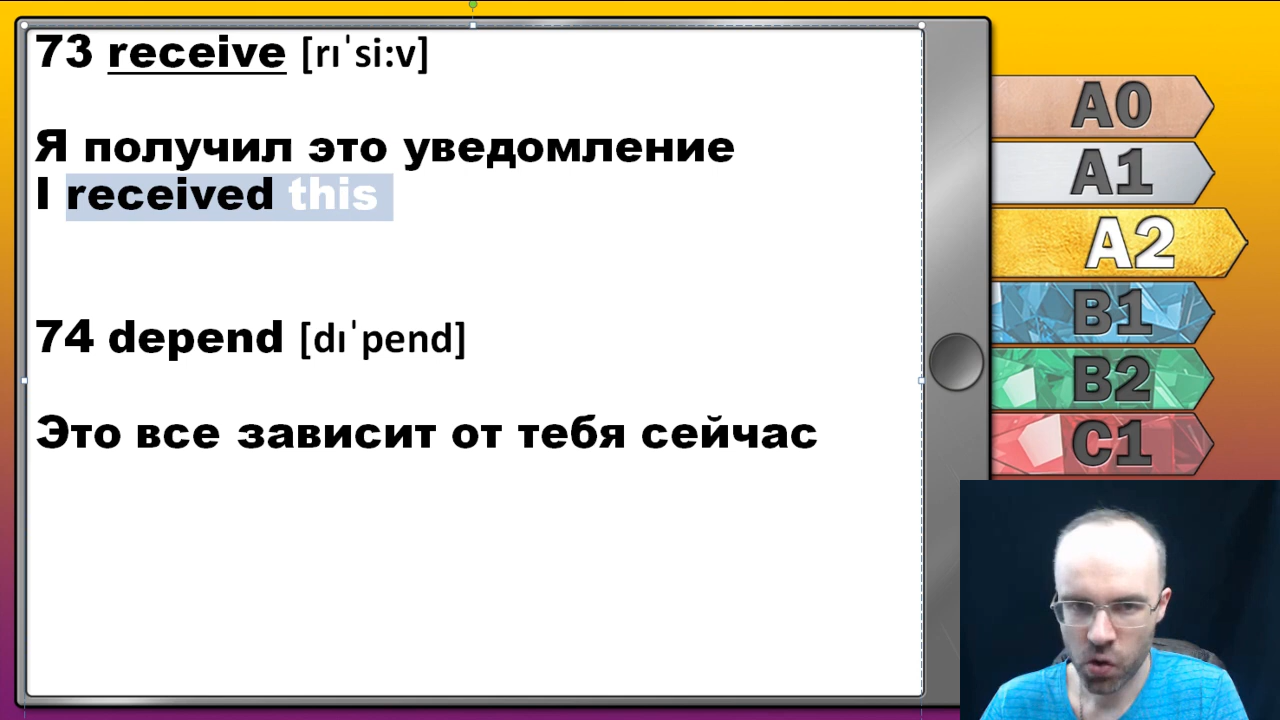 73 receive [rɪˈsi:v]
Я получил это уведомление
I received this
74 depend [dɪˈpend]
Это все зависит от тебя сейчас
A0
A1
A2
B1
B2
C1